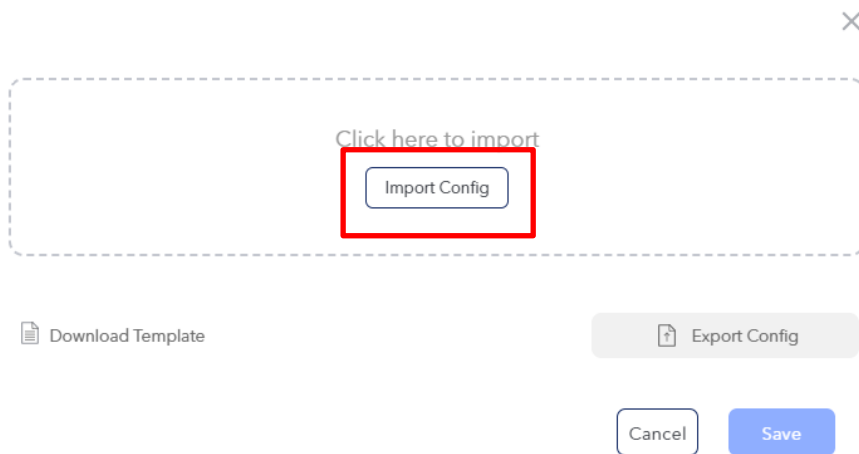 Click here to import
Import Config
Download Template
Export Config
Cancel
Save